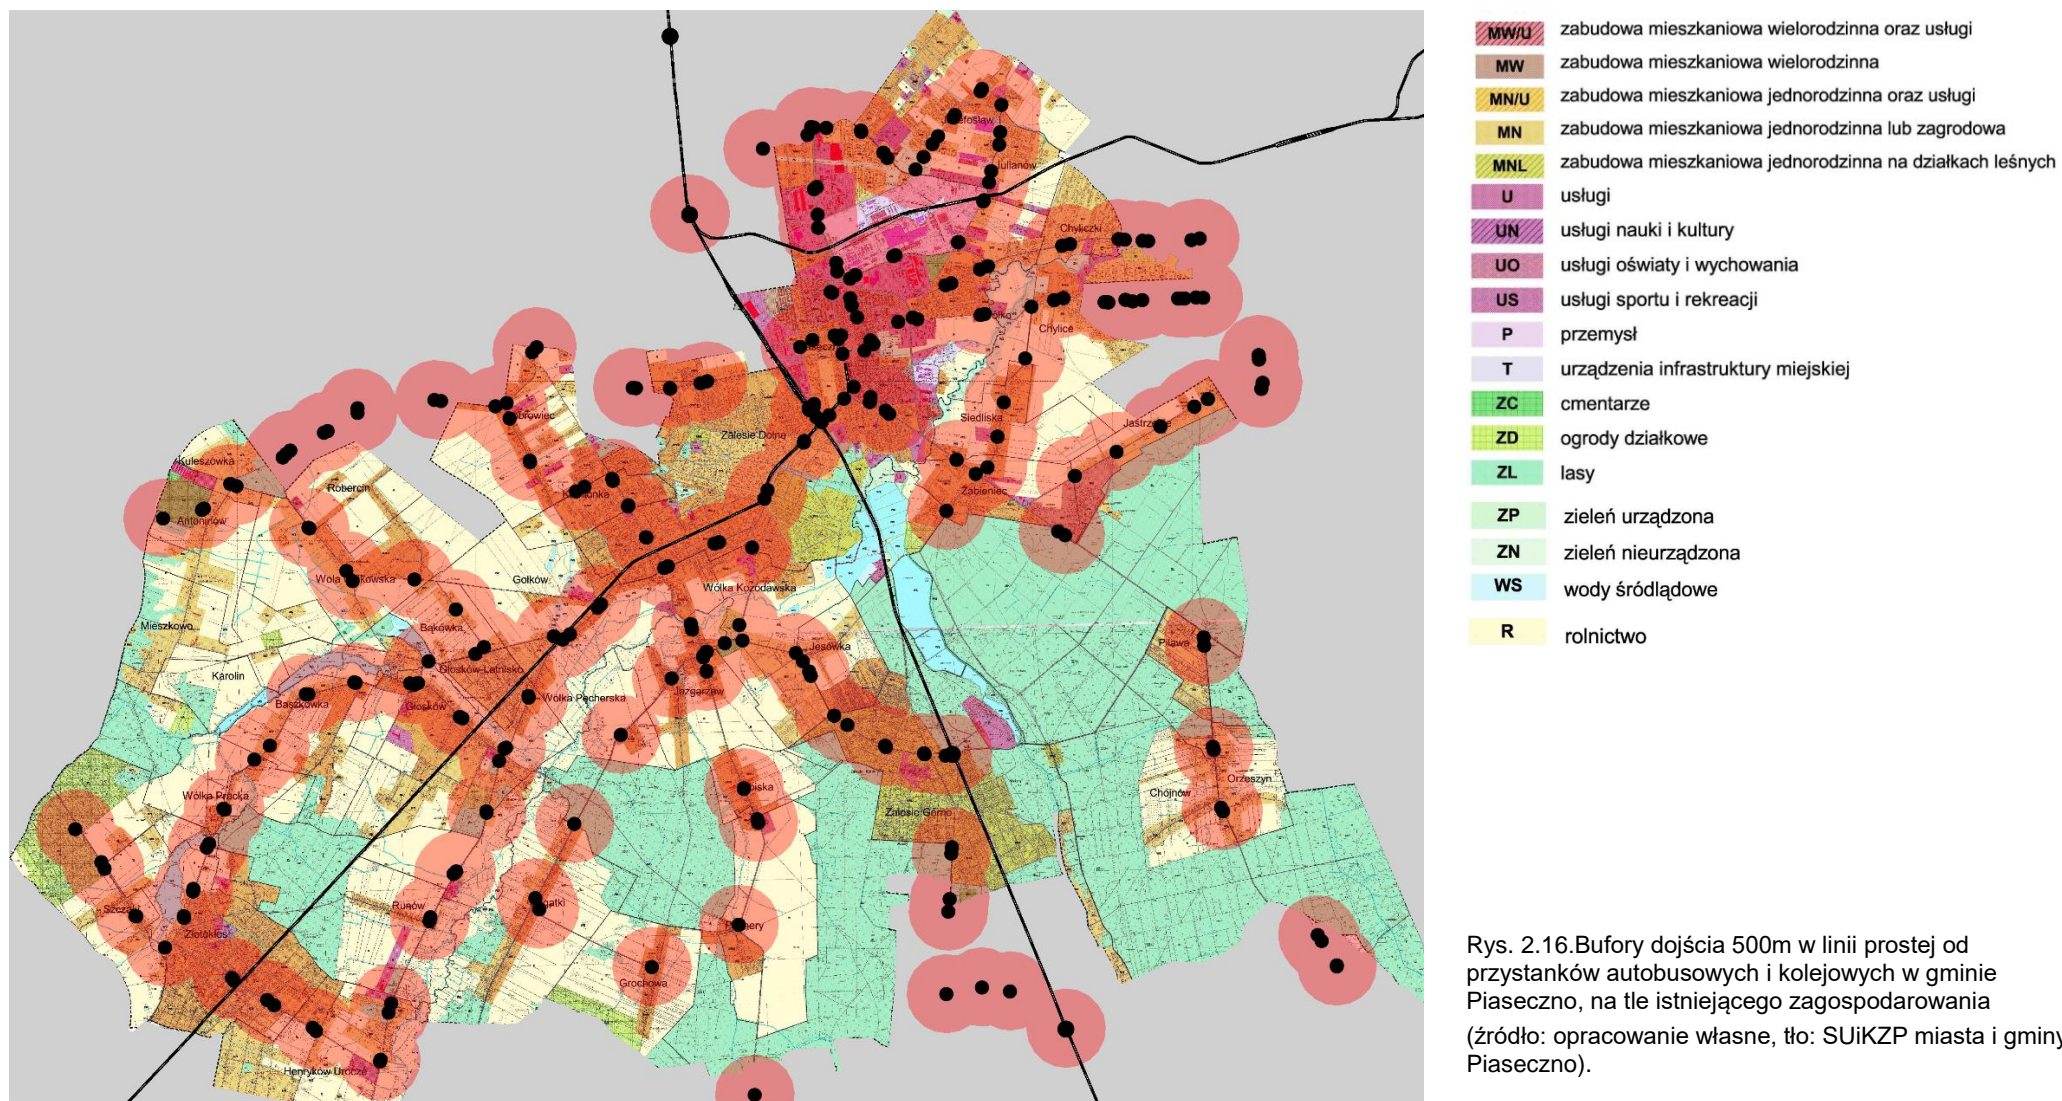 Józefosław
Julianów
Chyliczki
Chylice
Siedliska
Jastrzębie
Żabieniec
Zalesie Dolne
Kuleszówka
Robercin
Antoninów
Wola
Gołków
Mieszkowo
Bąkówka
Wólka Kozodawska
Jesówka
Pilawa
Karolin
Głosków-Letnisko
Baszkówka
Głosków
Wólka Pęcherska
Jazgarzew
Orzeszyn
Chojnów
Wólka Pracka
Zalesie Górne
Runów
Złotokłos
Grochowa
Henryków Urocze
MW/U zabudowa mieszkaniowa wielorodzinna oraz usługi
MW zabudowa mieszkaniowa wielorodzinna
MN/U zabudowa mieszkaniowa jednorodzinna oraz usługi
MN zabudowa mieszkaniowa jednorodzinna lub zagrodowa
MNL zabudowa mieszkaniowa jednorodzinna na działkach leśnych
U usługi
UN usługi nauki i kultury
UO usługi oświaty i wychowania
US usługi sportu i rekreacji
P przemysł
T urządzenia infrastruktury miejskiej
ZC cmentarze
ZD ogrody działkowe
ZL lasy
ZP zieleń urządzona
ZN zieleń nieurządzona
WS wody śródlądowe
R rolnictwo
Rys. 2.16.Bufory dojścia 500m w linii prostej od
przystanków autobusowych i kolejowych w gminie
Piaseczno, na tle istniejącego zagospodarowania
(źródło: opracowanie własne, tło: SUiKZP miasta i gminy
Piaseczno).